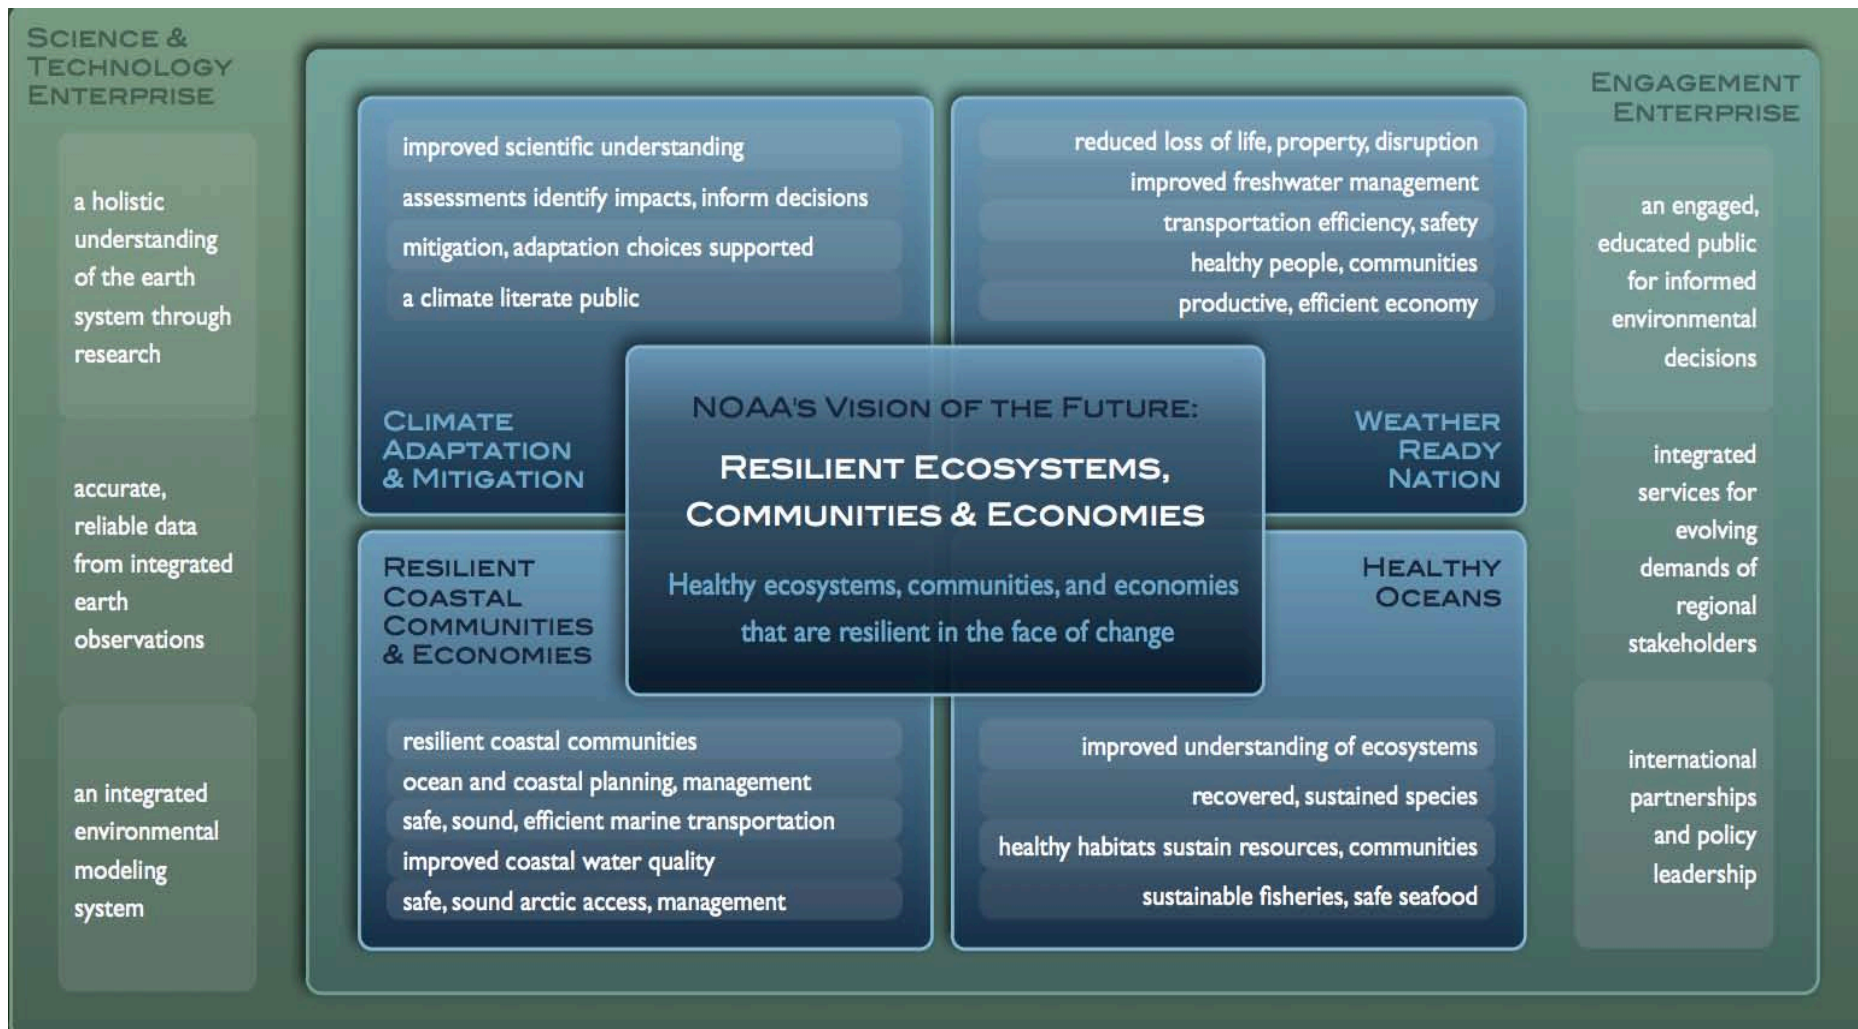 SCIENCE &
TECHNOLOGY
ENTERPRISE
a holistic
understanding
of the earth
system through
research
accurate,
reliable data
from integrated
earth
observations
an integrated
environmental
modeling
system
improved scientific understanding
assessments identify impacts, inform decisions
mitigation, adaptation choices supported
a climate literate public
CLIMATE
ADAPTATION
& MITIGATION
reduced loss of life, property, disruption
improved freshwater management
transportation efficiency, safety
healthy people, communities
productive, efficient economy
WEATHER
READY
NATION
NOAA'S VISION OF THE FUTURE:
RESILIENT ECOSYSTEMS,
COMMUNITIES & ECONOMIES
Healthy ecosystems, communities, and economies
that are resilient in the face of change
RESILIENT
COASTAL
COMMUNITIES
& ECONOMIES
resilient coastal communities
ocean and coastal planning, management
safe, sound, efficient marine transportation
improved coastal water quality
safe, sound arctic access, management
HEALTHY
OCEANS
improved understanding of ecosystems
recovered, sustained species
healthy habitats sustain resources, communities
sustainable fisheries, safe seafood
ENGAGEMENT
ENTERPRISE
an engaged,
educated public
for informed
environmental
decisions
integrated
services for
evolving
demands of
regional
stakeholders
international
partnerships
and policy
leadership